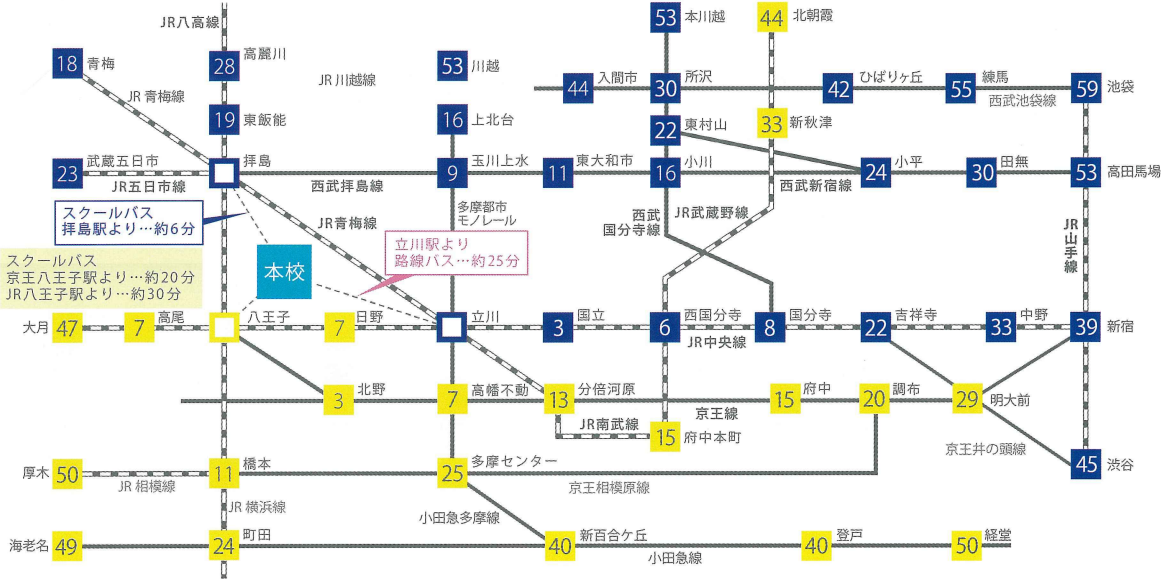 JR八高線
53 本川越
44 北朝霞
18 青梅
28 高麗川
JR川越線
53 川越
44 入間市
30 所沢
42 ひばりヶ丘
55 練馬
59 池袋
西武池袋線
JR青梅線
19 東飯能
16 上北台
22 東村山
33 新秋津
23 武蔵五日市
拝島
9 玉川上水
11 東大和市
16 小川
24 小平
30 田無
53 高田馬場
JR五日市線
西武拝島線
西武新宿線
スクールバス
拝島駅より…約6分
JR青梅線
多摩都市
モノレール
西武
国分寺線
JR武蔵野線
JR山手線
スクールバス
京王八王子駅より…約20分
JR八王子駅より…約30分
本校
立川駅より
路線バス…約25分
大月 47
7 高尾
八王子
7 日野
立川
3 国立
6 西国分寺
8 国分寺
22 吉祥寺
33 中野
39 新宿
JR中央線
3 北野
7 高幡不動
13 分倍河原
京王線
15 府中
20 調布
29 明大前
JR南武線
15 府中本町
京王井の頭線
厚木 50
11 橋本
25 多摩センター
45 渋谷
JR相模線
京王相模原線
JR横浜線
小田急多摩線
海老名 49
24 町田
40 新百合ケ丘
40 登戸
50 経堂
小田急線